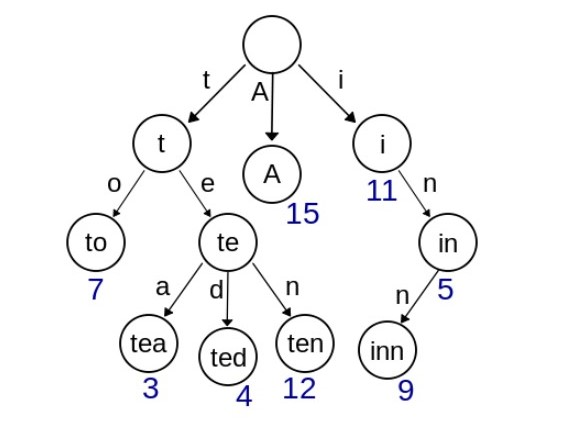 t A i
t A i
15 11
o e n
to te in
7 5
a d n n
tea ted ten inn
3 4 12 9